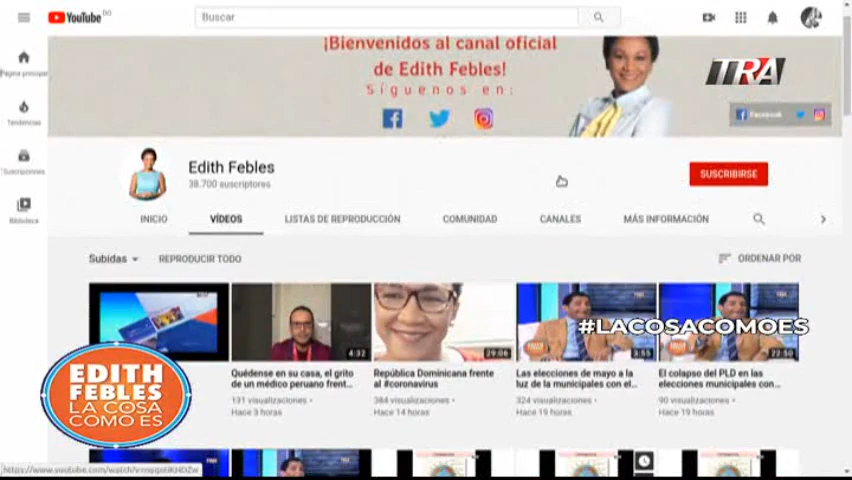 YouTube DO
Buscar
¡Bienvenidos al canal oficial
de Edith Febles!
Síguenos en:
TRA
Facebook
Página principal
Tendencias
Suscripciones
Biblioteca
Edith Febles
38.700 suscriptores
SUSCRIBIRSE
INICIO
VÍDEOS
LISTAS DE REPRODUCCIÓN
COMUNIDAD
CANALES
MÁS INFORMACIÓN
Subidas
REPRODUCIR TODO
ORDENAR POR
#LACOSACOMOES
4:32
29:06
3:55
22:50
Quédense en su casa, el grito
de un médico peruano frent...
131 visualizaciones
Hace 3 horas
República Dominicana frente
al #coronavirus
384 visualizaciones
Hace 14 horas
Las elecciones de mayo a la
luz de la municipales con el...
324 visualizaciones
Hace 19 horas
El colapso del PLD en las
elecciones municipales con...
90 visualizaciones
Hace 19 horas
EDITH
FEBLES
LA COSA
COMO ES